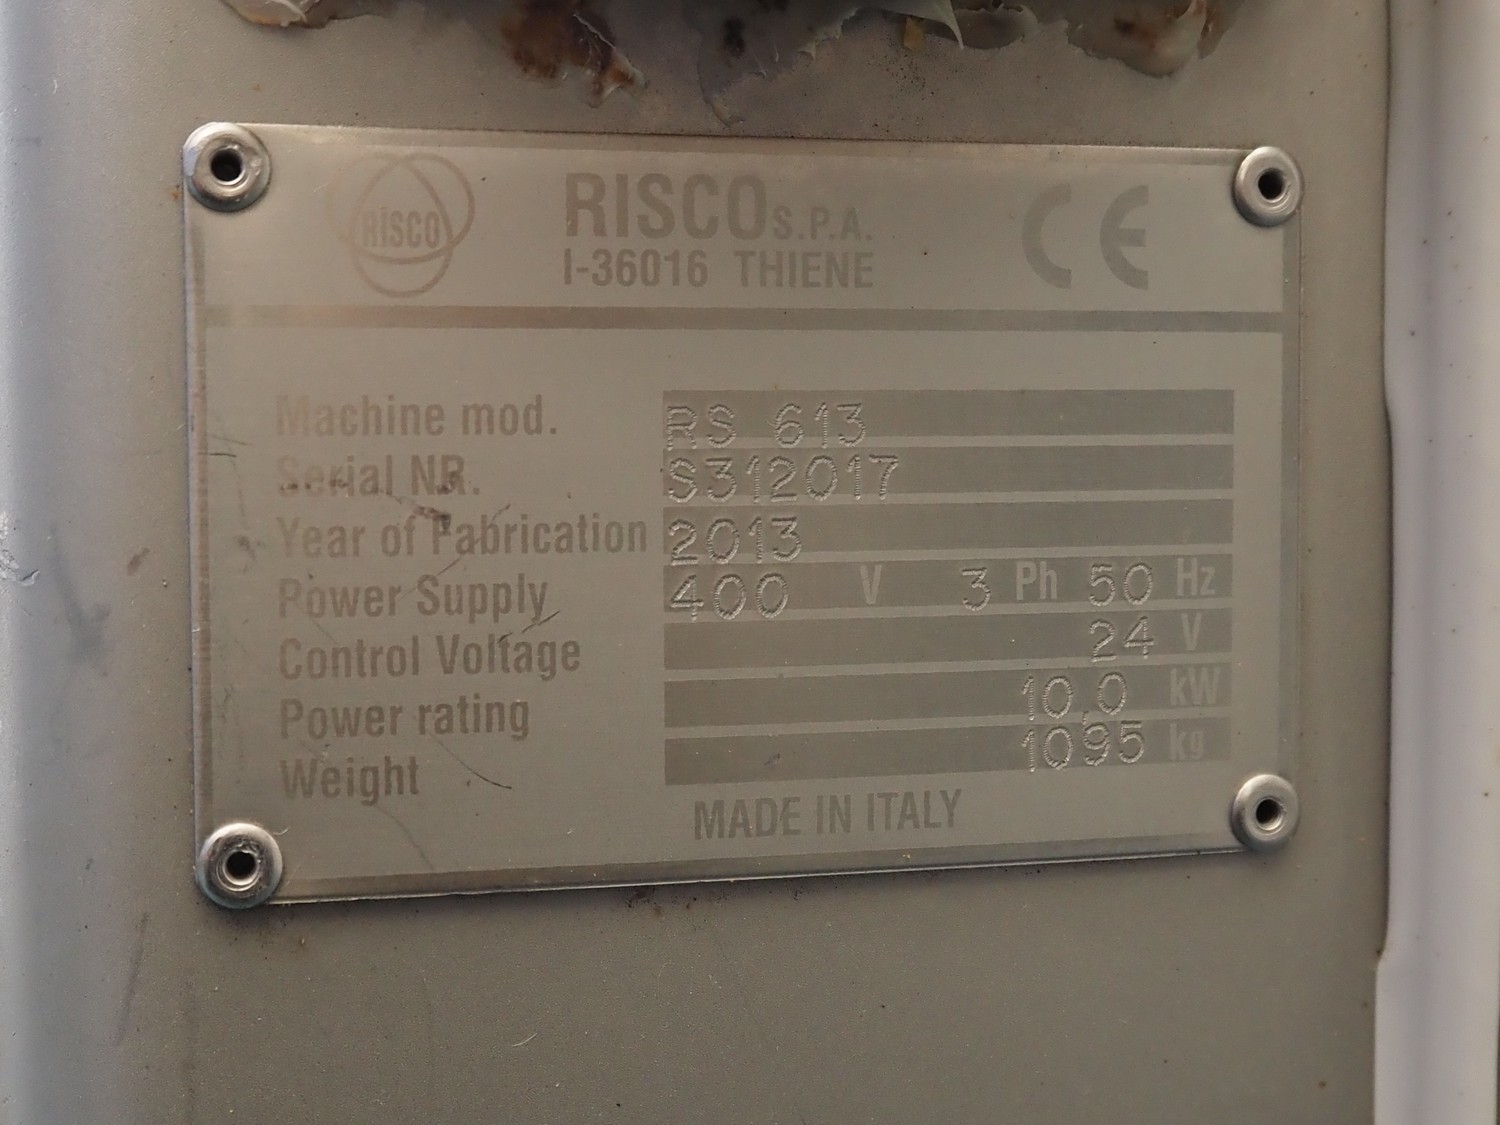 RISCO
RISCO S.P.A.
I-36016 THIENE
CE
Machine mod. RS 613
Serial NR. S312017
Year of Fabrication 2013
Power Supply 400 V 3 Ph 50 Hz
Control Voltage 24 V
Power rating 10,0 kW
Weight 1095 kg
MADE IN ITALY